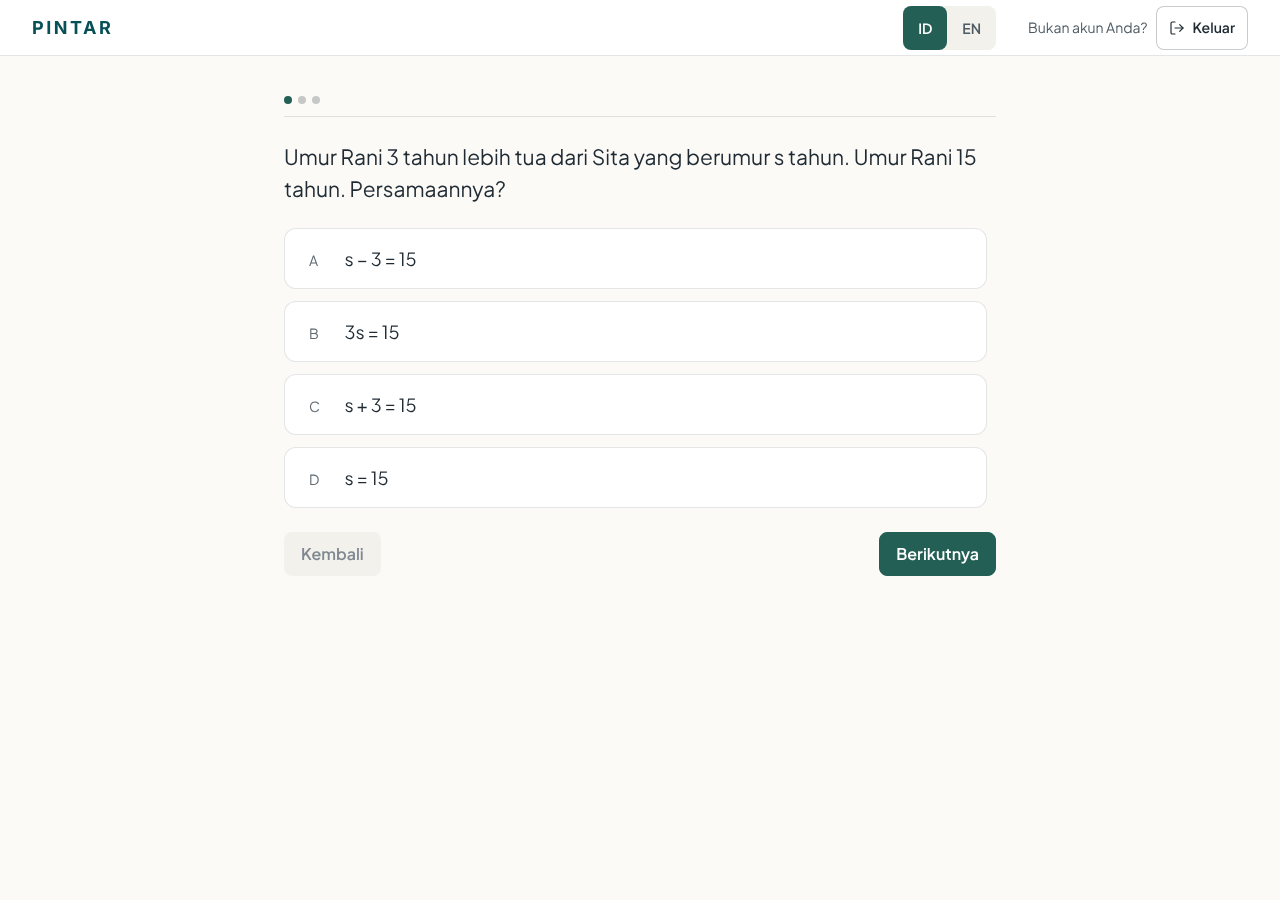 PINTAR
ID EN Bukan akun Anda? Keluar
Umur Rani 3 tahun lebih tua dari Sita yang berumur s tahun. Umur Rani 15
tahun. Persamaannya?
A s – 3 = 15
B 3s = 15
C s + 3 = 15
D s = 15
Kembali Berikutnya